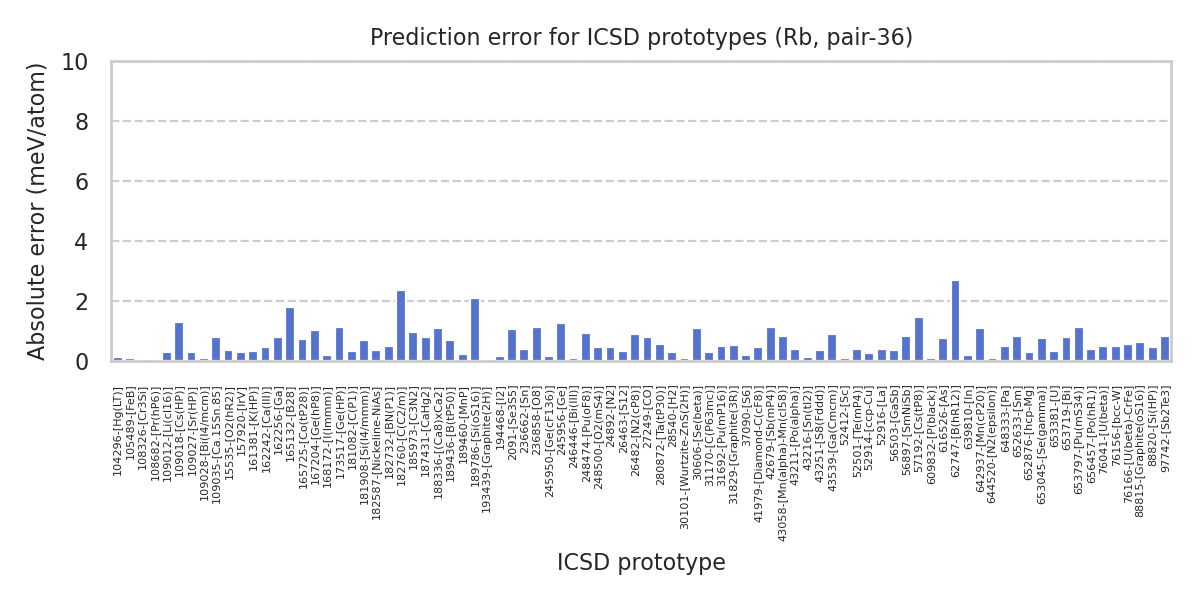 Prediction error for ICSD prototypes (Rb, pair-36)
Absolute error (meV/atom)
10
8
6
4
2
0
104296-[Hg(LT)]
105489-[FeB]
108326-[Cr3Si]
108682-[Pr(hP6)]
109012-[Li(cI16)]
109018-[Cs(HP)]
109027-[Sr(HP)]
109028-[Bi(I4/mcm)]
109035-[Ca.15Sn.85]
15535-[O2(hR2)]
157920-[IrV]
161381-[K(HP)]
162242-[Ca(III)]
162256-[Ga]
165132-[B28]
165725-[Co(tP28)]
167204-[Ge(hP8)]
168172-[I(Immm)]
173517-[Ge(HP)]
181082-[C(P1)]
181908-[Si(I4/mmm)]
182587-[Nickeline-NiAs]
182732-[BN(P1)]
182760-[C(C2/m)]
185973-[C3N2]
187431-[CaHg2]
188336-[(Ca8)xCa2]
189436-[B(tP50)]
189460-[MnP]
189786-[Si(oS16)]
193439-[Graphite(2H)]
194468-[I2]
2091-[Se3S5]
236662-[Sn]
236858-[O8]
245950-[Ge(cF136)]
245956-[Ge]
246446-[Bi(III)]
248474-[Pu(oF8)]
248500-[O2(mS4)]
24892-[N2]
26463-[S12]
26482-[N2(cP8)]
27249-[CO]
280872-[Ta(tP30)]
28540-[H2]
30101-[Wurtzite-ZnS(2H)]
30606-[Se(beta)]
31170-[C(P63mc)]
31692-[Pu(mP16)]
31829-[Graphite(3R)]
37090-[S6]
41979-[Diamond-C(cF8)]
42679-[Sb(mP4)]
43058-[Mn(alpha)-Mn(cI58)]
43211-[Po(alpha)]
43216-[Sn(tI2)]
43251-[S8(Fddd)]
43539-[Ga(Cmcm)]
52412-[Sc]
52501-[Te(mP4)]
52914-[fcc-Cu]
52916-[La]
56503-[GaSb]
56897-[SmNiSb]
57192-[Cs(tP8)]
609832-[P(black)]
616526-[As]
62747-[B(hR12)]
639810-[In]
642937-[Mn(cP20)]
644520-[N2(epsilon)]
648333-[Pa]
652633-[Sm]
652876-[hcp-Mg]
653045-[Se(gamma)]
653381-[U]
653719-[Bi]
653797-[Pu(mS34)]
656457-[Po(hR1)]
76041-[U(beta)]
76156-[bcc-W]
76166-[U(beta)-CrFe]
88815-[Graphite(oS16)]
88820-[Si(HP)]
97742-[Sb2Te3]
ICSD prototype